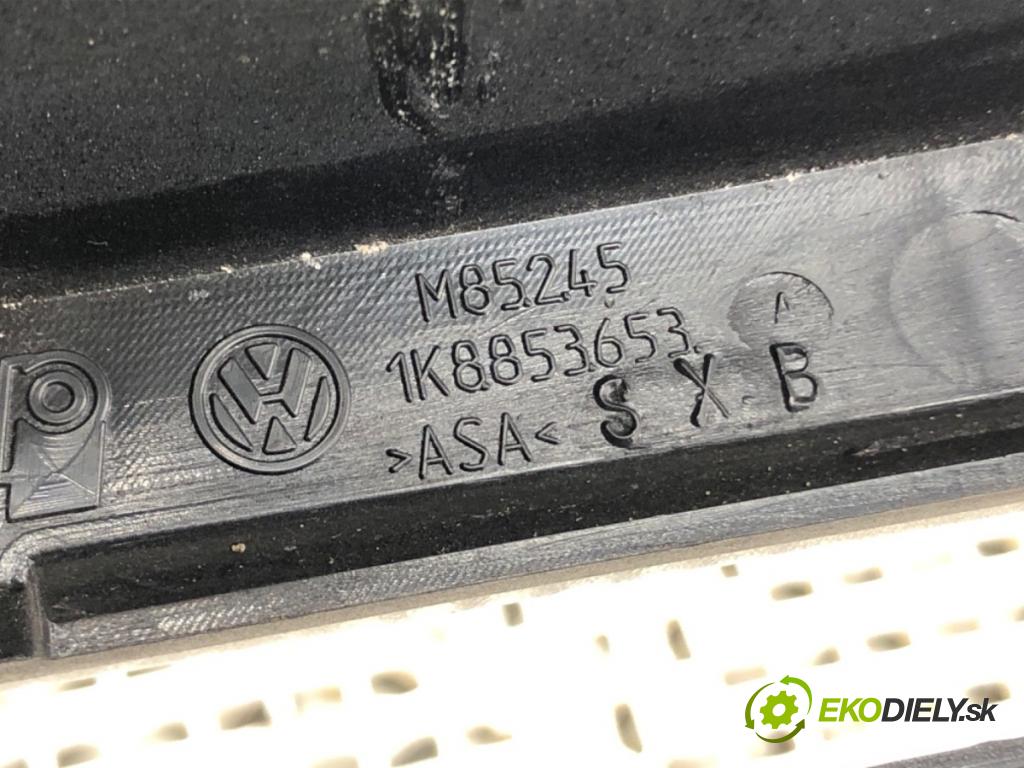 M85245
1K8853653 A
>ASA< S X B
EKODIELY.sk